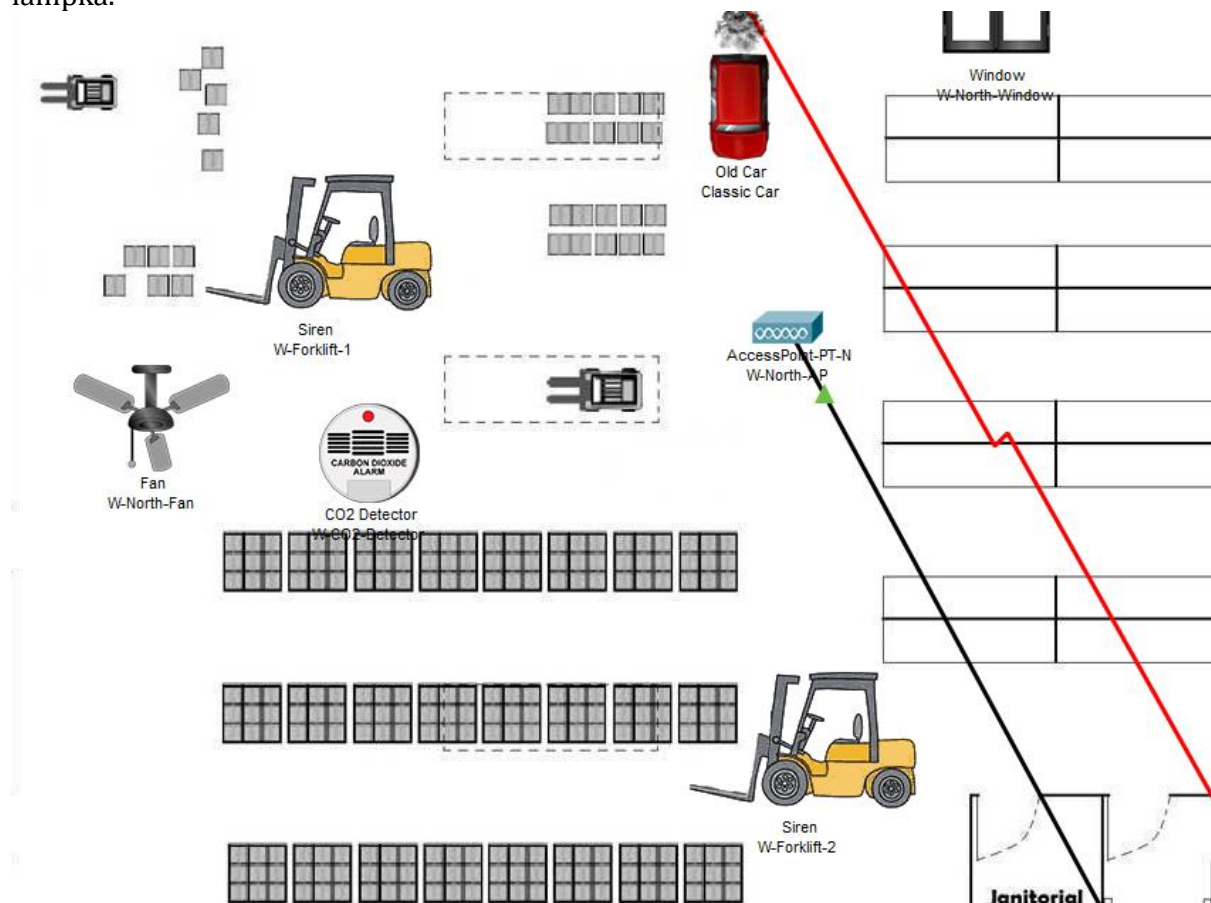 lampka.
Window
W-North-Window
Old Car
Classic Car
Siren
W-Forklift-1
AccessPoint-PT-N
W-North-AP
CARBON DIOXIDE
ALARM
Fan
W-North-Fan
CO2 Detector
W-CO2-Detector
Siren
W-Forklift-2
Janitorial